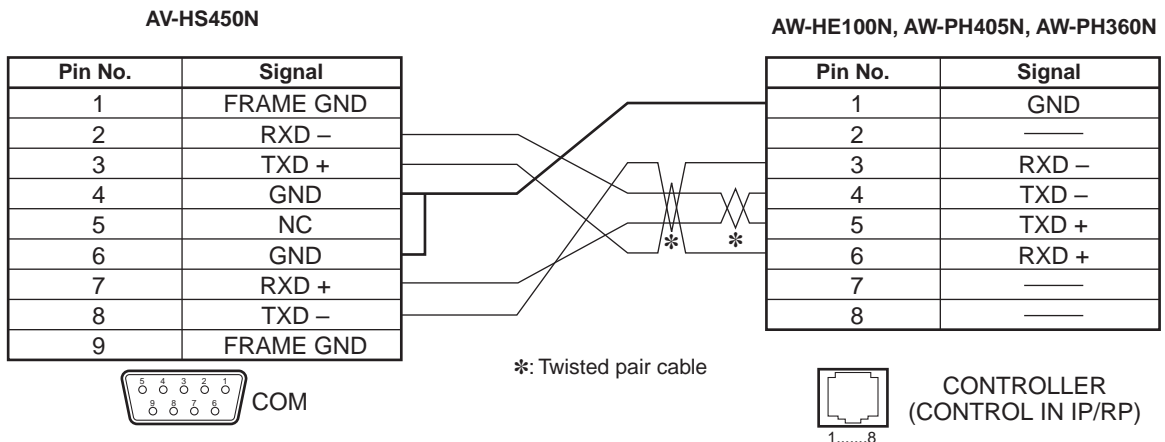 AV-HS450N
AW-HE100N, AW-PH405N, AW-PH360N
Pin No. Signal
1 FRAME GND
2 RXD –
3 TXD +
4 GND
5 NC
6 GND
7 RXD +
8 TXD –
9 FRAME GND
Pin No. Signal
1 GND
2 ——
3 RXD –
4 TXD –
5 TXD +
6 RXD +
7 ——
8 ——
✻ ✻
✻: Twisted pair cable
5 4 3 2 1
9 8 7 6
COM
1.......8
CONTROLLER
(CONTROL IN IP/RP)